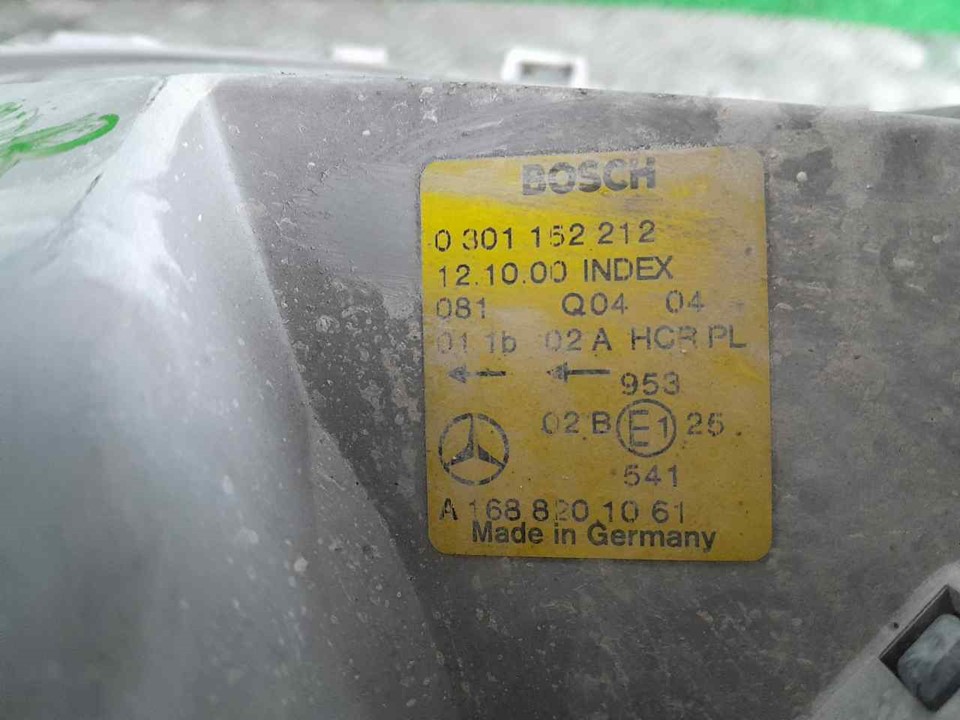 BOSCH
0 301 152 212
12.10.00 INDEX
081 Q04 04
01 1b 02 A HCR PL
953
02 B E1 25
541
A 168 820 10 61
Made in Germany